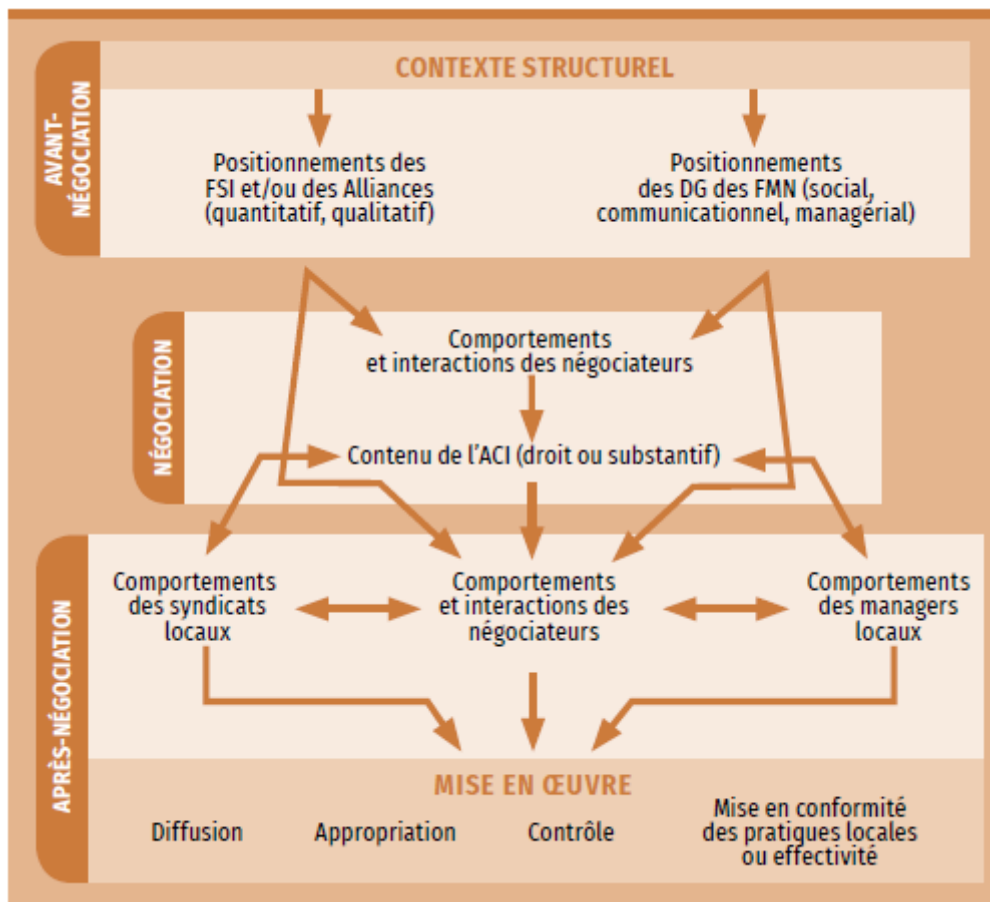 AVANT-
NÉGOCIATION
CONTEXTE STRUCTUREL
Positionnements des
FSI et/ou des Alliances
(quantitatif, qualitatif)
Positionnements
des DG des FMN (social,
communicationnel, managérial)
NÉGOCIATION
Comportements
et interactions des négociateurs
Contenu de l’ACI (droit ou substantif)
APRÈS-NÉGOCIATION
Comportements
des syndicats
locaux
Comportements
et interactions des
négociateurs
Comportements
des managers
locaux
MISE EN ŒUVRE
Diffusion
Appropriation
Contrôle
Mise en conformité
des pratiques locales
ou effectivité